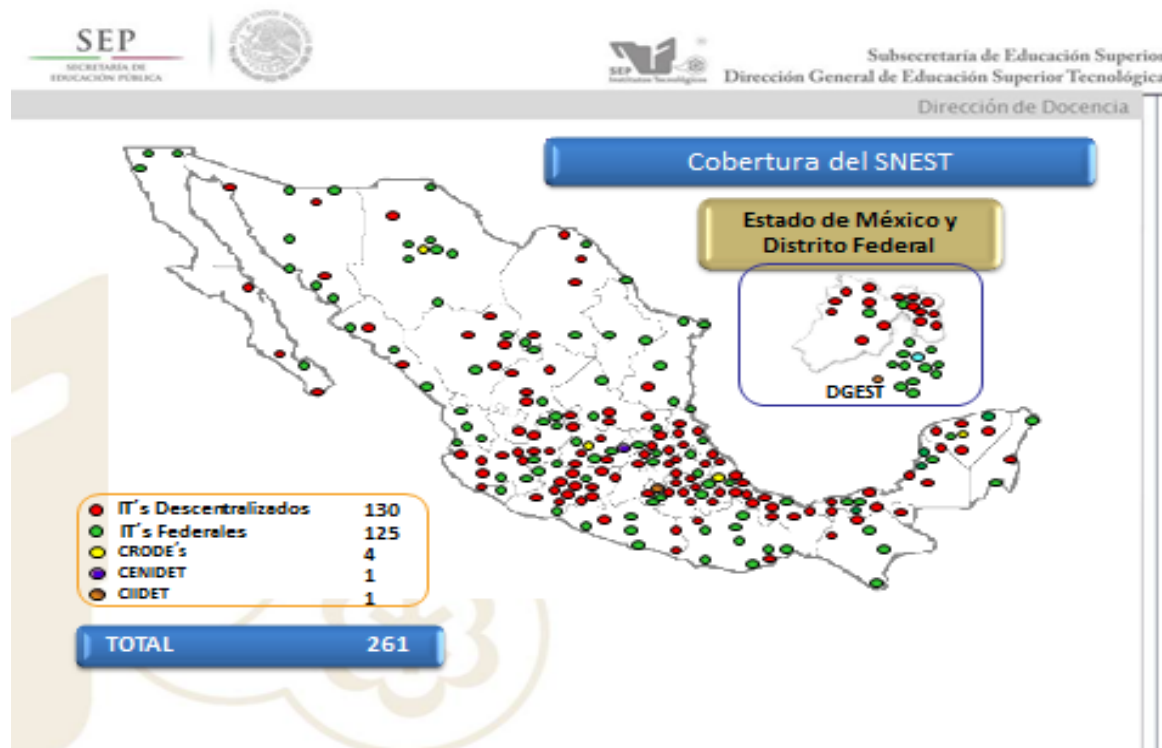 SEP
SECRETARÍA DE
EDUCACIÓN PÚBLICA
SEP
Institutos Tecnológicos
Subsecretaría de Educación Superior
Dirección General de Educación Superior Tecnológica
Dirección de Docencia
Cobertura del SNEST
Estado de México y
Distrito Federal
DGEST
IT´s Descentralizados 130
IT´s Federales 125
CRODE´s 4
CENIDET 1
CIIDET 1
TOTAL 261